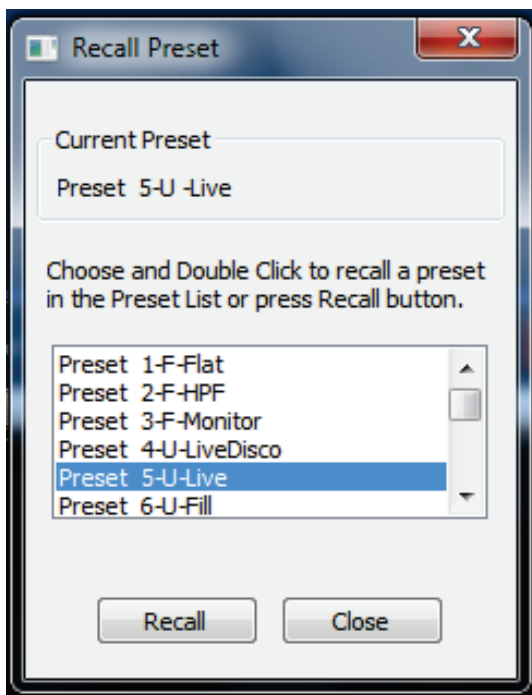 Recall Preset
Current Preset
Preset  5-U -Live
Choose and Double Click to recall a preset
in the Preset List or press Recall button.
Preset  1-F-Flat
Preset  2-F-HPF
Preset  3-F-Monitor
Preset  4-U-LiveDisco
Preset  5-U-Live
Preset  6-U-Fill
Recall
Close